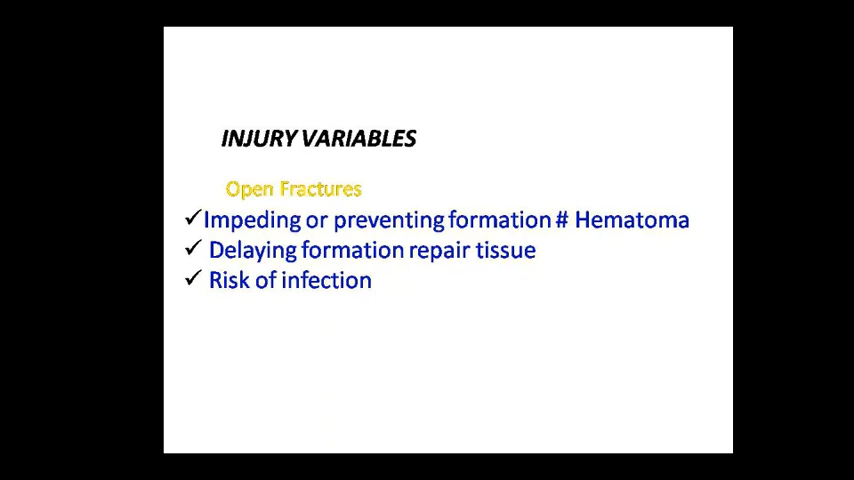 INJURY VARIABLES
Open Fractures
✓Impeding or preventing formation # Hematoma
✓ Delaying formation repair tissue
✓ Risk of infection